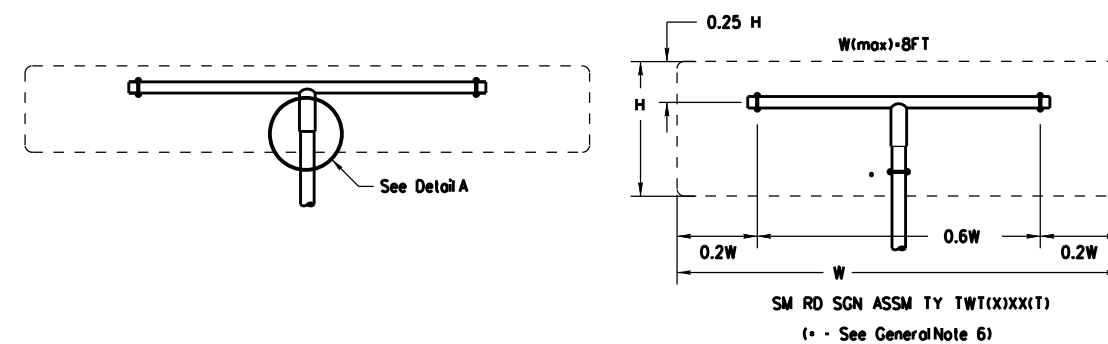 0.25 H
W(max)=8FT
H
See Detail A
*
0.2W
0.6W
0.2W
W
SM RD SGN ASSM TY TWT(X)XX(T)
(* - See General Note 6)